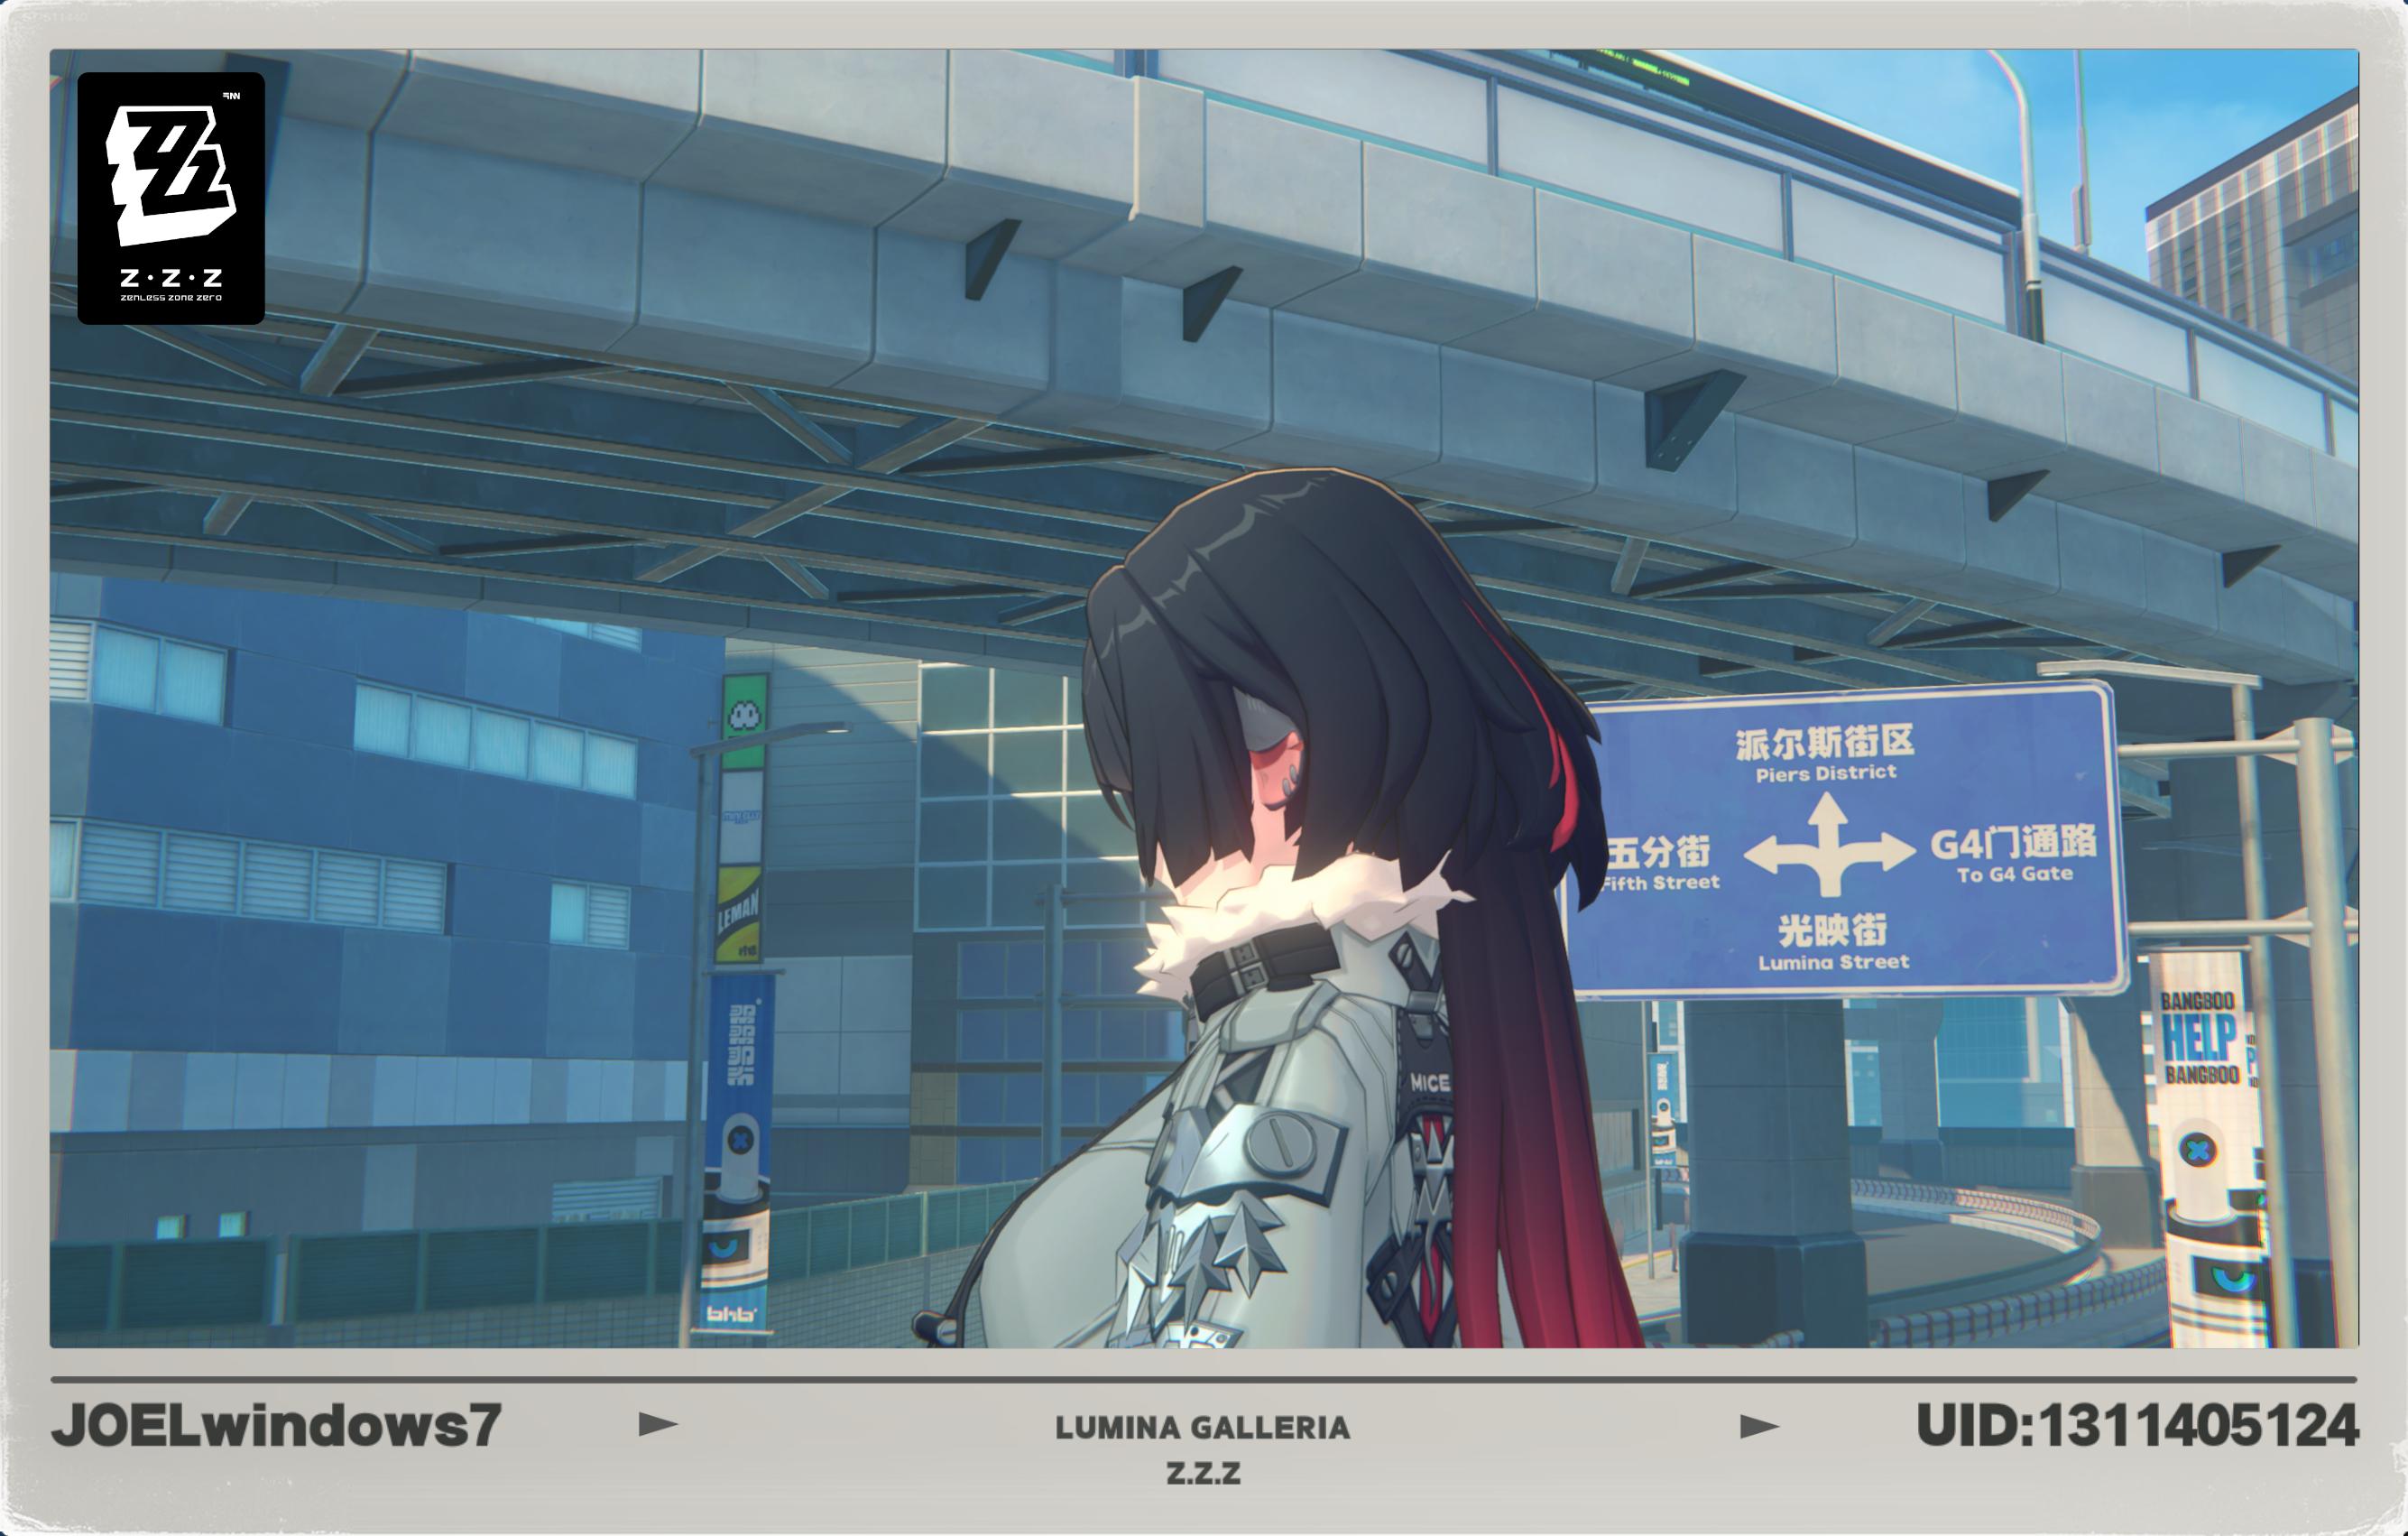 Z·Z·Z
ZENLESS ZONE ZERO
派尔斯街区
Piers District
五分街
Fifth Street
G4门通路
To G4 Gate
光映街
Lumina Street
LEMAN
MICE
BANGBOO
HELP
BANGBOO
JOELwindows7
LUMINA GALLERIA
Z.Z.Z
UID:1311405124